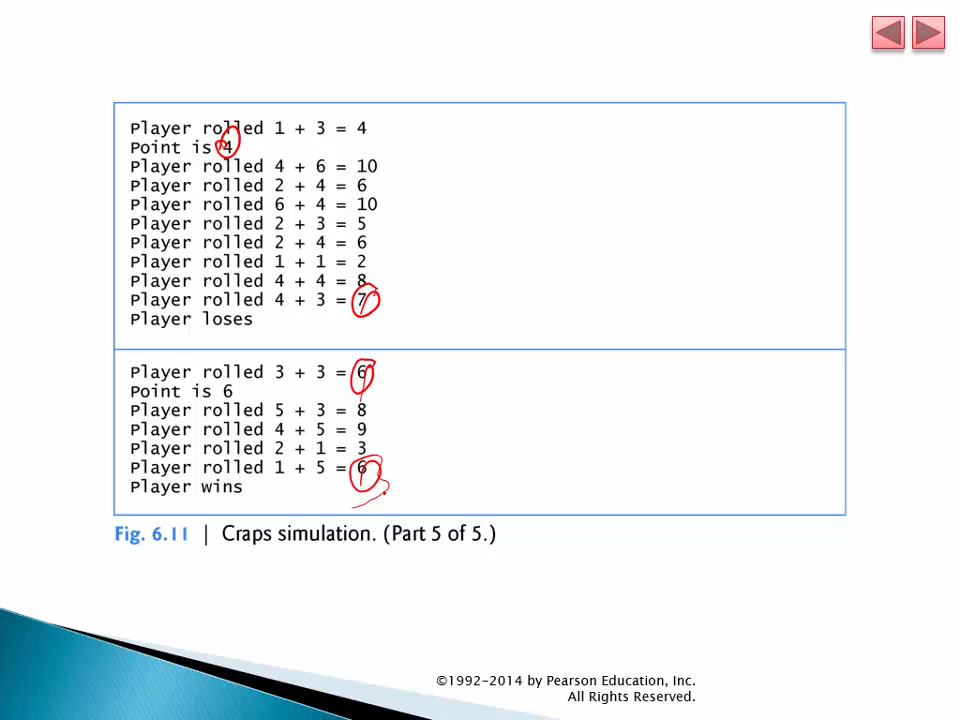 Player rolled 1 + 3 = 4
Point is 4
Player rolled 4 + 6 = 10
Player rolled 2 + 4 = 6
Player rolled 6 + 4 = 10
Player rolled 2 + 3 = 5
Player rolled 2 + 4 = 6
Player rolled 1 + 1 = 2
Player rolled 4 + 4 = 8
Player rolled 4 + 3 = 7
Player loses
Player rolled 3 + 3 = 6
Point is 6
Player rolled 5 + 3 = 8
Player rolled 4 + 5 = 9
Player rolled 2 + 1 = 3
Player rolled 1 + 5 = 6
Player wins
Fig. 6.11 | Craps simulation. (Part 5 of 5.)
©1992-2014 by Pearson Education, Inc.
All Rights Reserved.